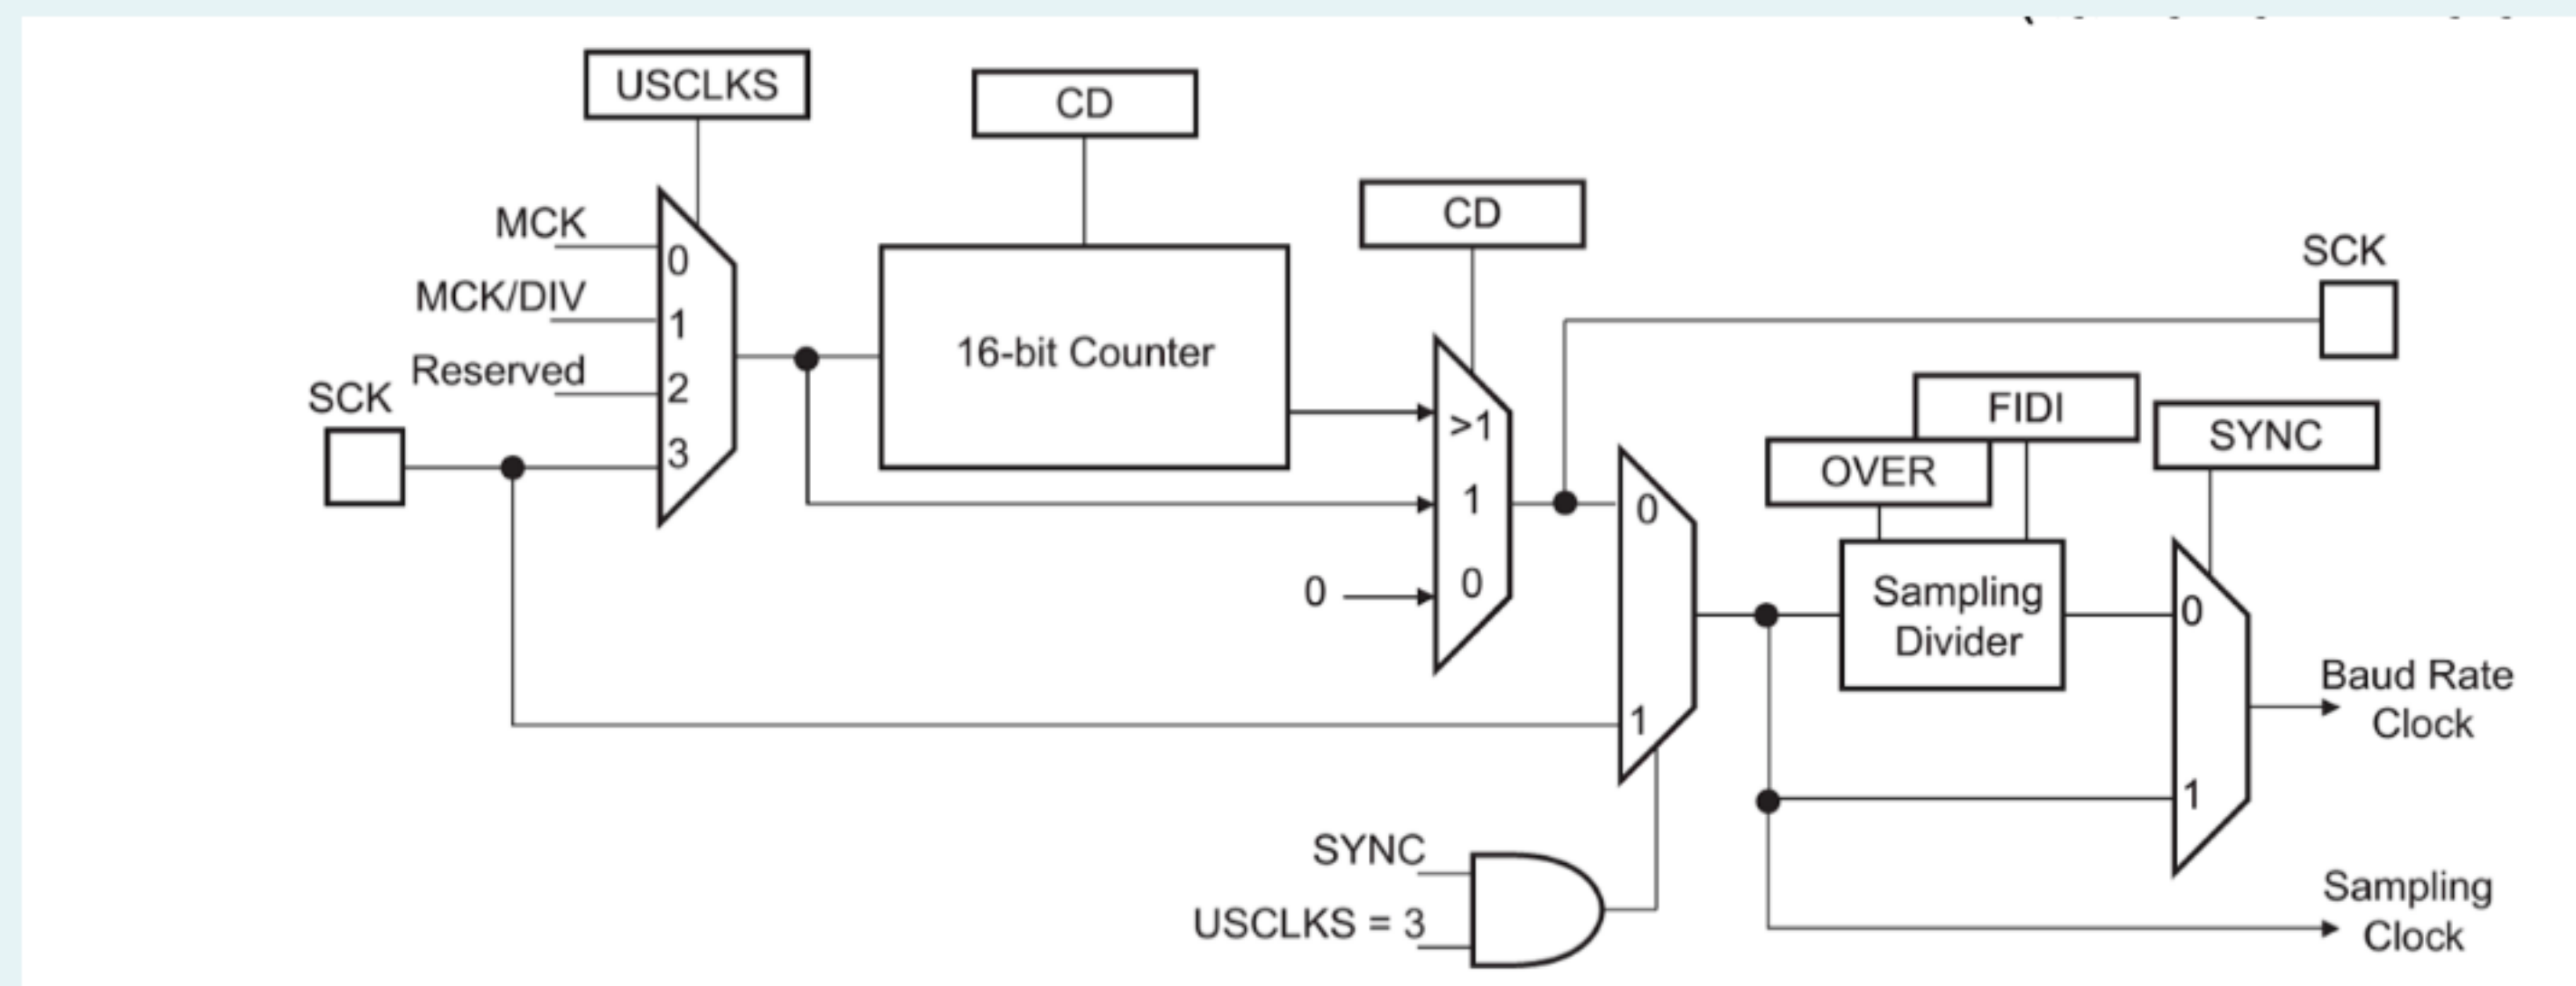 USCLKS
CD
CD
MCK
0
MCK/DIV
1
Reserved
2
SCK
3
16-bit Counter
>1
1
0
0
SCK
FIDI
OVER
SYNC
0
1
Sampling
Divider
0
1
Baud Rate
Clock
SYNC
USCLKS = 3
Sampling
Clock